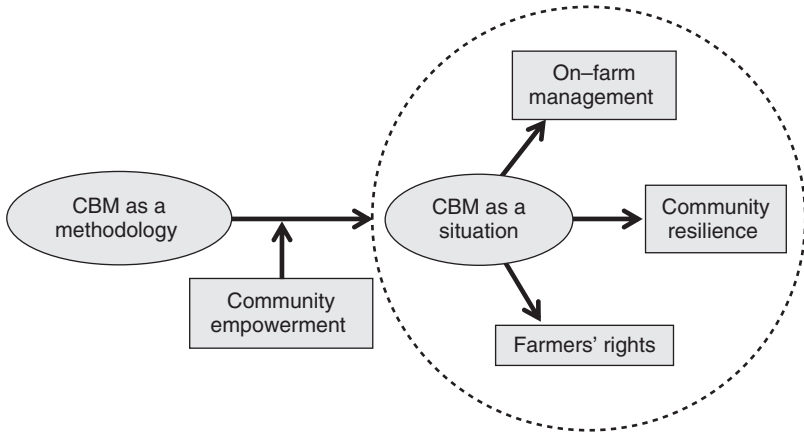 CBM as a
methodology
Community
empowerment
CBM as a
situation
On–farm
management
Community
resilience
Farmers’ rights